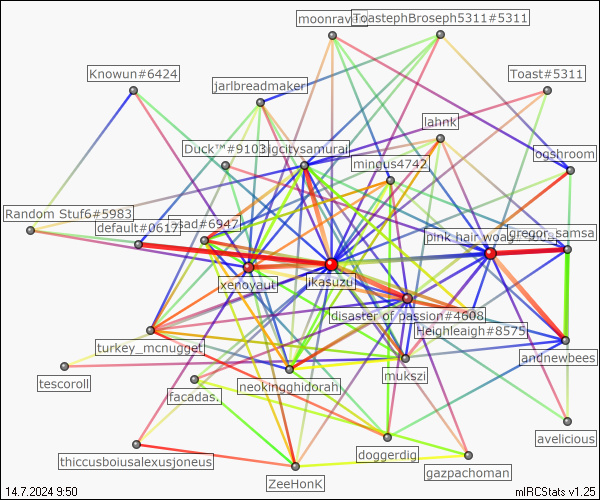 moonrav
ToastephBroseph5311#5311
Knowun#6424
Toast#5311
jarlbreadmaker
lahnk
Duck™#9103
igcitysamurai
mingus4742
ogshroom
Random Stuf6#5983
default#0617
jad#6947
pink hair woag
gregor_samsa
xenoyaut
ikasuzu
disaster of passion#4608
Heighleaigh#8575
turkey_mcnugget
andnewbees
tescoroll
neokingghidorah
mukszi
facadas.
avelicious
thiccusboiusalexusjoneus
doggerdig
gazpachoman
ZeeHonK
14.7.2024 9:50
mIRCStats v1.25